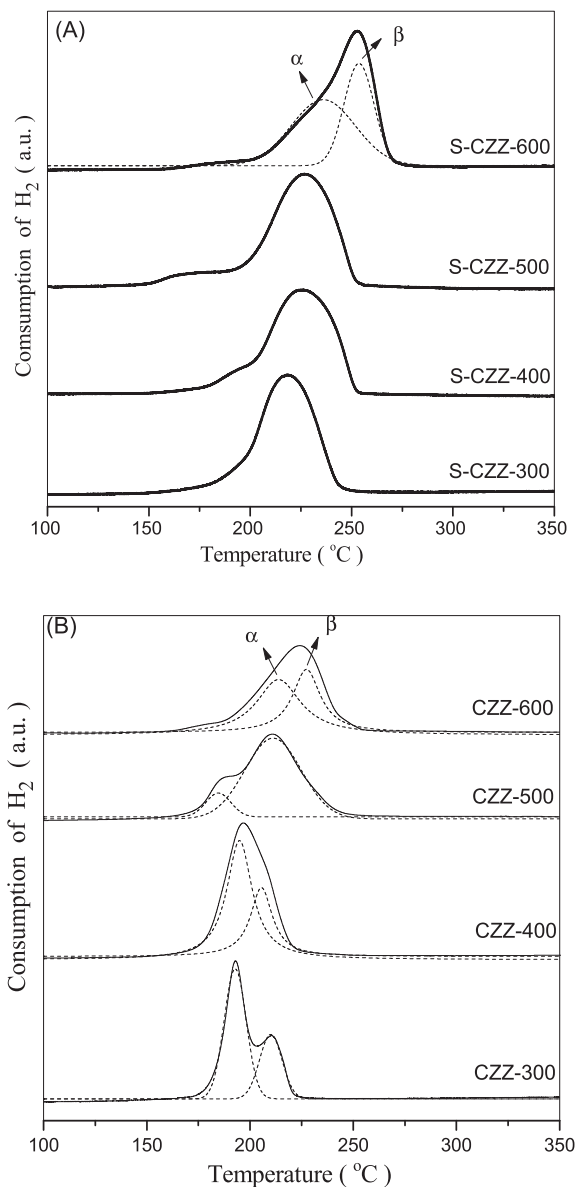 (A)
α
β
S-CZZ-600
S-CZZ-500
S-CZZ-400
S-CZZ-300
Comsumption of H2 ( a.u. )
100 150 200 250 300 350
Temperature ( °C )
(B)
α
β
CZZ-600
CZZ-500
CZZ-400
CZZ-300
Consumption of H2 ( a.u. )
100 150 200 250 300 350
Temperature ( °C )